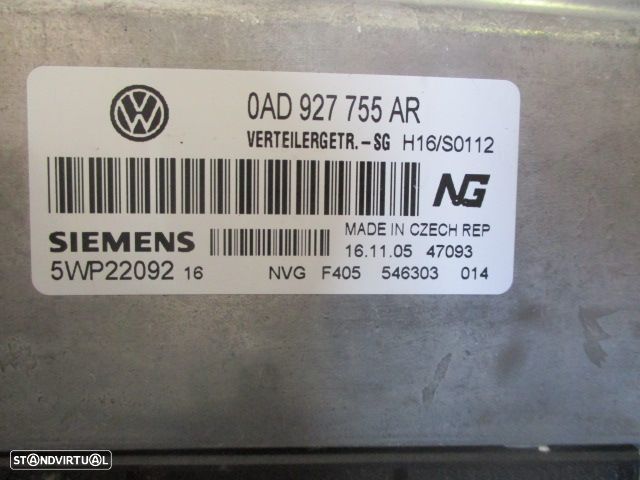 0AD 927 755 AR
VERTEILERGETR.-SG H16/S0112
NG
MADE IN CZECH REP
SIEMENS 16.11.05 47093
5WP22092 16 NVG F405 546303 014
STANDVIRTUAL